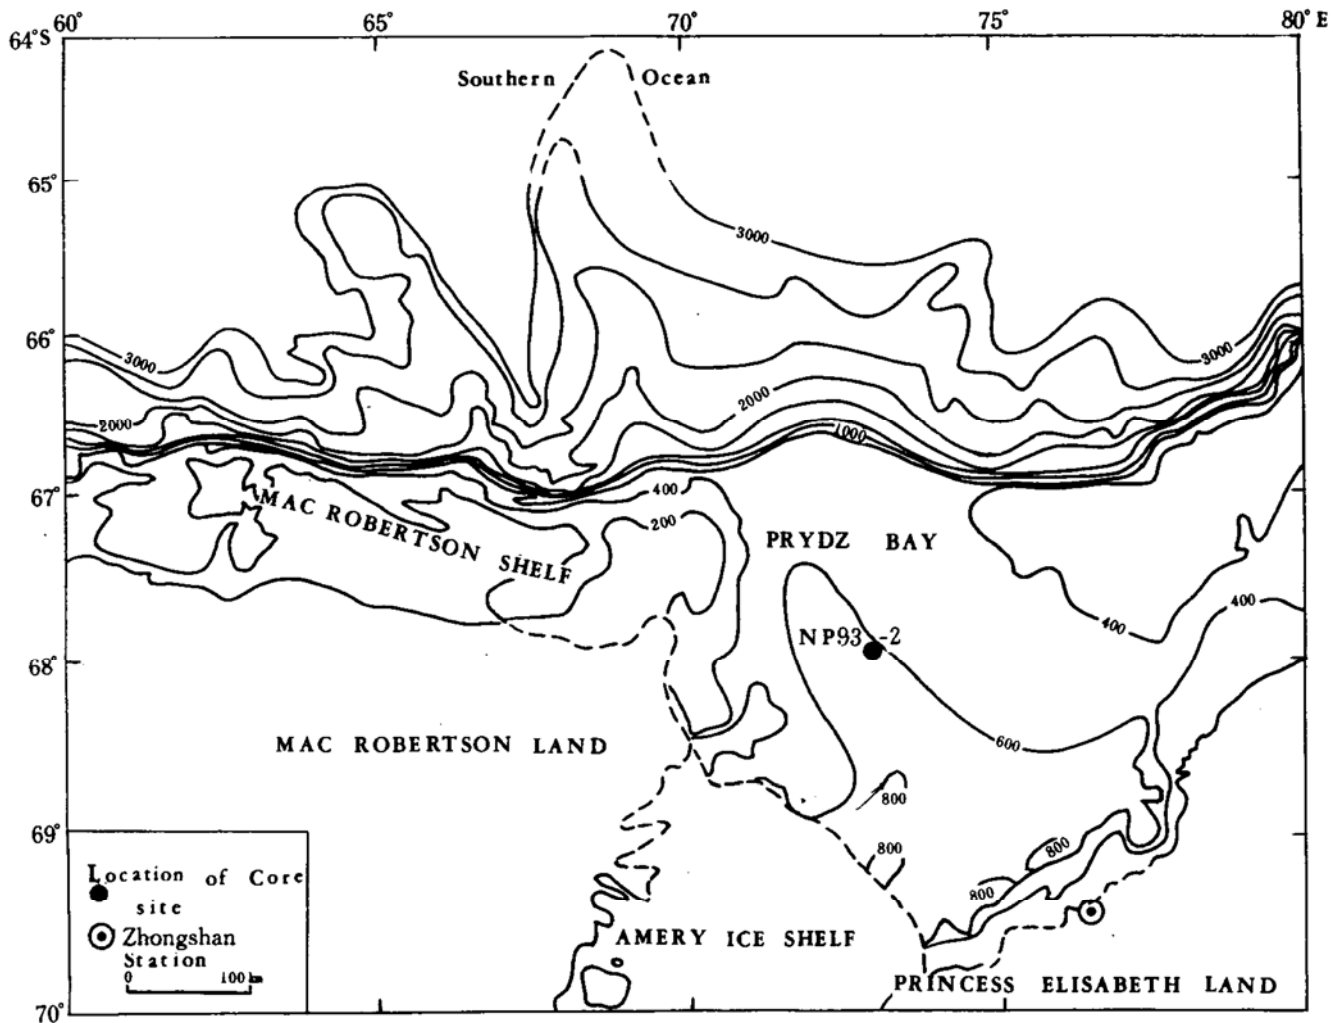 60° 65° 70° 75° 80° E
64° S
Southern Ocean
65°
3000
66°
3000
3000
2000
2000
1000
67°
400
200
MAC ROBERTSON SHELF
PRYDZ BAY
400
400
NP93-2
68°
MAC ROBERTSON LAND
600
800
69°
800
800
800
Location of Core
site
Zhongshan
Station
0 100 km
AMERY ICE SHELF
PRINCESS ELISABETH LAND
70°